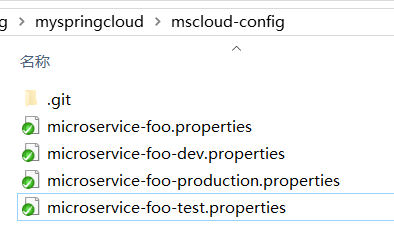 g > myspringcloud > mscloud-config
名称
.git
microservice-foo.properties
microservice-foo-dev.properties
microservice-foo-production.properties
microservice-foo-test.properties